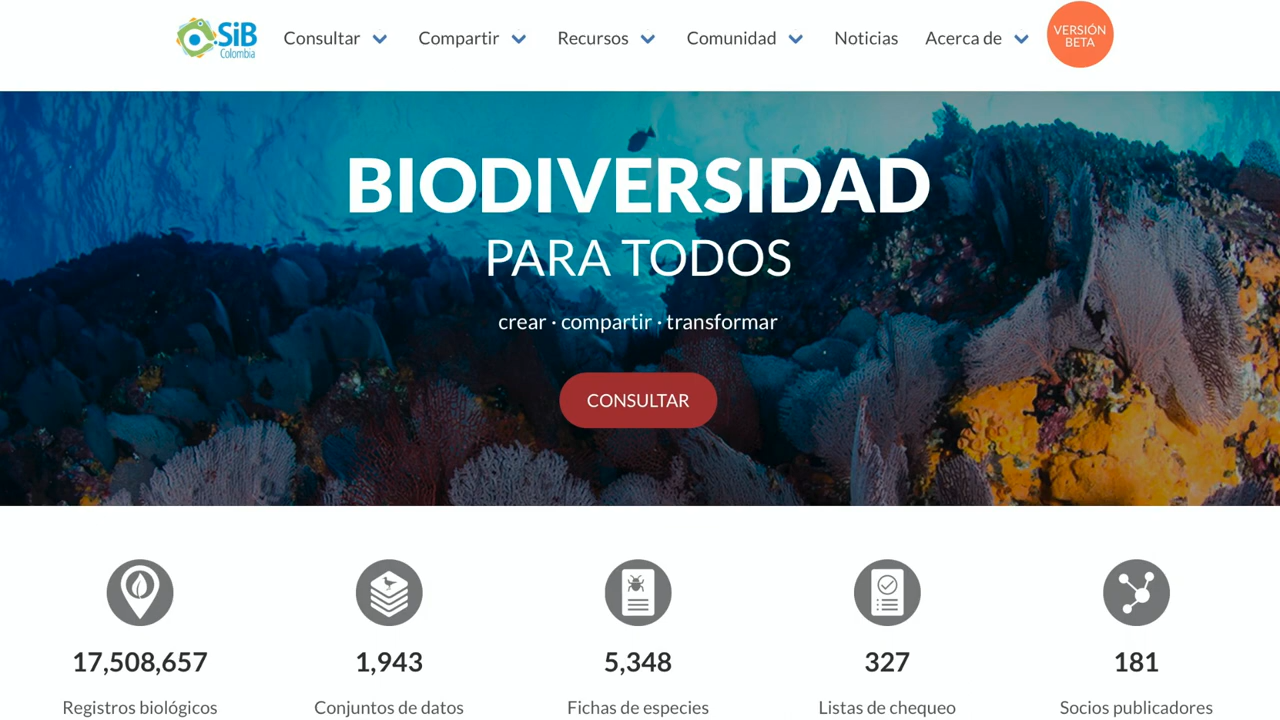 SiB
Colombia
Consultar
Compartir
Recursos
Comunidad
Noticias
Acerca de
VERSIÓN
BETA
BIODIVERSIDAD
PARA TODOS
crear · compartir · transformar
CONSULTAR
17,508,657
1,943
5,348
327
181
Registros biológicos
Conjuntos de datos
Fichas de especies
Listas de chequeo
Socios publicadores